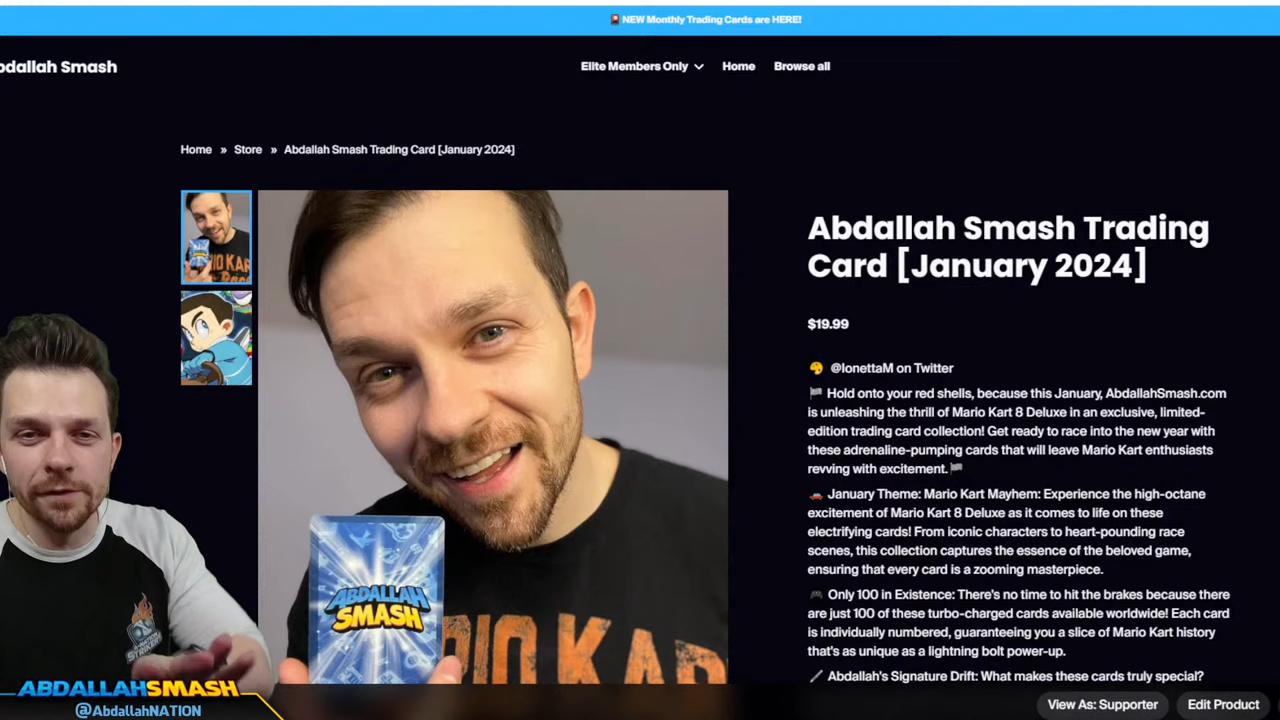 NEW Monthly Trading Cards are HERE!
bdallah Smash
Elite Members Only
Home
Browse all
Home » Store » Abdallah Smash Trading Card [January 2024]
Abdallah Smash Trading
Card [January 2024]
$19.99
@IonettaM on Twitter
Hold onto your red shells, because this January, AbdallahSmash.com
is unleashing the thrill of Mario Kart 8 Deluxe in an exclusive, limited-
edition trading card collection! Get ready to race into the new year with
these adrenaline-pumping cards that will leave Mario Kart enthusiasts
revving with excitement.
January Theme: Mario Kart Mayhem: Experience the high-octane
excitement of Mario Kart 8 Deluxe as it comes to life on these
electrifying cards! From iconic characters to heart-pounding race
scenes, this collection captures the essence of the beloved game,
ensuring that every card is a zooming masterpiece.
Only 100 in Existence: There's no time to hit the brakes because there
are just 100 of these turbo-charged cards available worldwide! Each card
is individually numbered, guaranteeing you a slice of Mario Kart history
that's as unique as a lightning bolt power-up.
Abdallah's Signature Drift: What makes these cards truly special?
ABDALLAH
SMASH
RIO KAR
ABDALLAHSMASH
@AbdallahNATION
View As: Supporter
Edit Product